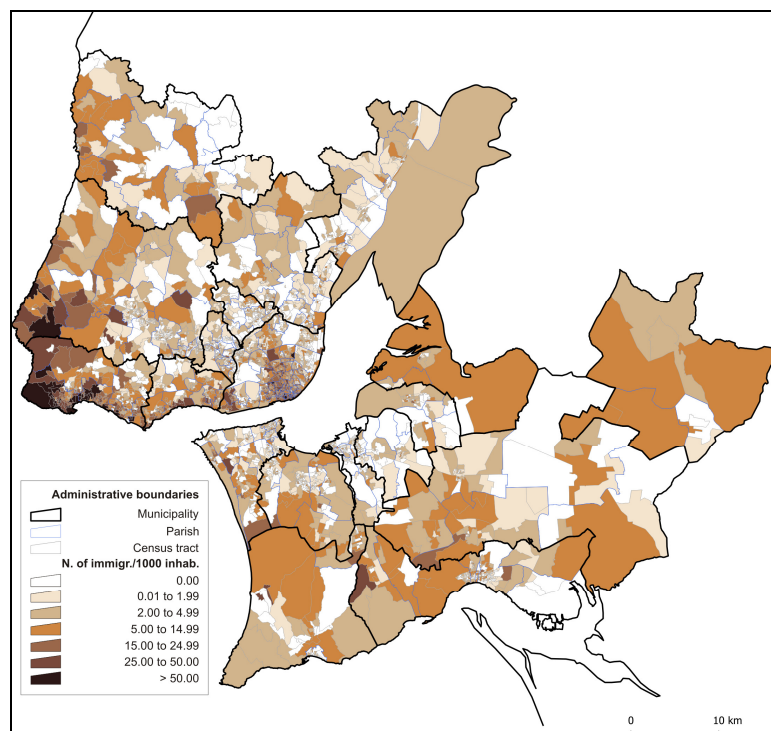 Administrative boundaries
Municipality
Parish
Census tract
N. of immigr./1000 inhab.
0.00
0.01 to 1.99
2.00 to 4.99
5.00 to 14.99
15.00 to 24.99
25.00 to 50.00
> 50.00
0 10 km